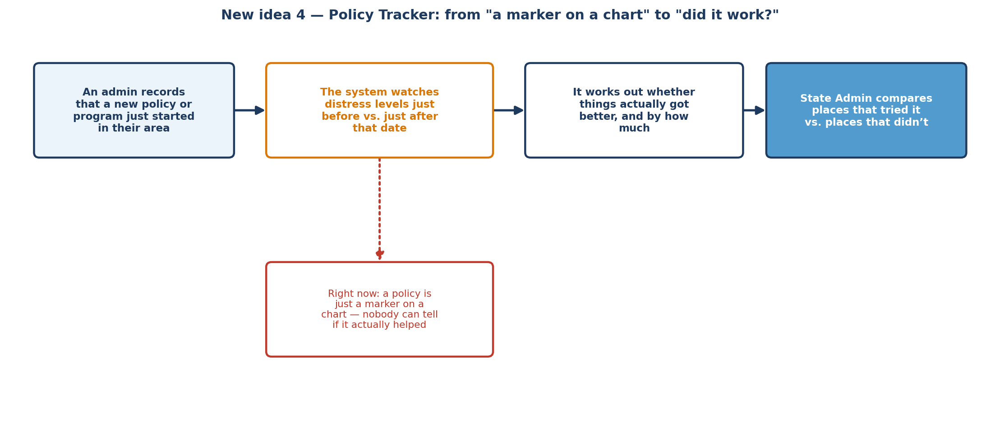 New idea 4 — Policy Tracker: from "a marker on a chart" to "did it work?"
An admin records
that a new policy or
program just started
in their area
The system watches
distress levels just
before vs. just after
that date
It works out whether
things actually got
better, and by how
much
State Admin compares
places that tried it
vs. places that didn’t
Right now: a policy is
just a marker on a
chart — nobody can tell
if it actually helped